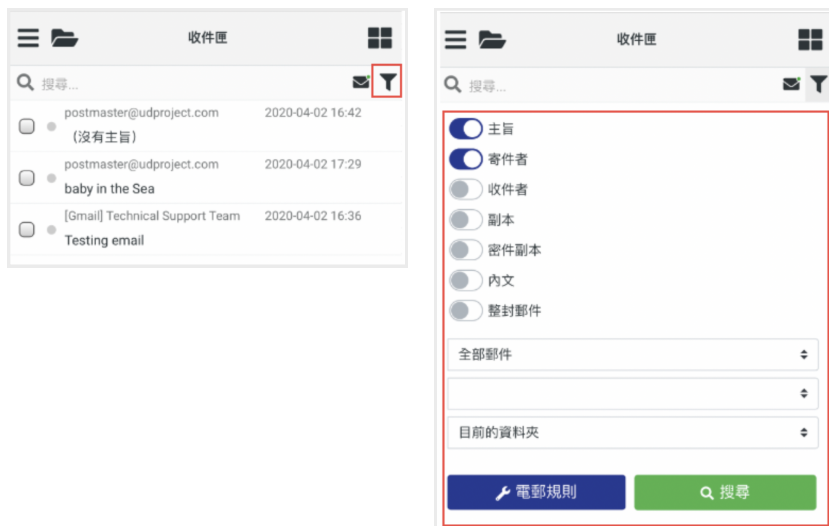 收件匣
搜尋...
postmaster@udproject.com 2020-04-02 16:42
（沒有主旨）
postmaster@udproject.com 2020-04-02 17:29
baby in the Sea
[Gmail] Technical Support Team 2020-04-02 16:36
Testing email
收件匣
搜尋...
主旨
寄件者
收件者
副本
密件副本
內文
整封郵件
全部郵件
目前的資料夾
電郵規則 搜尋